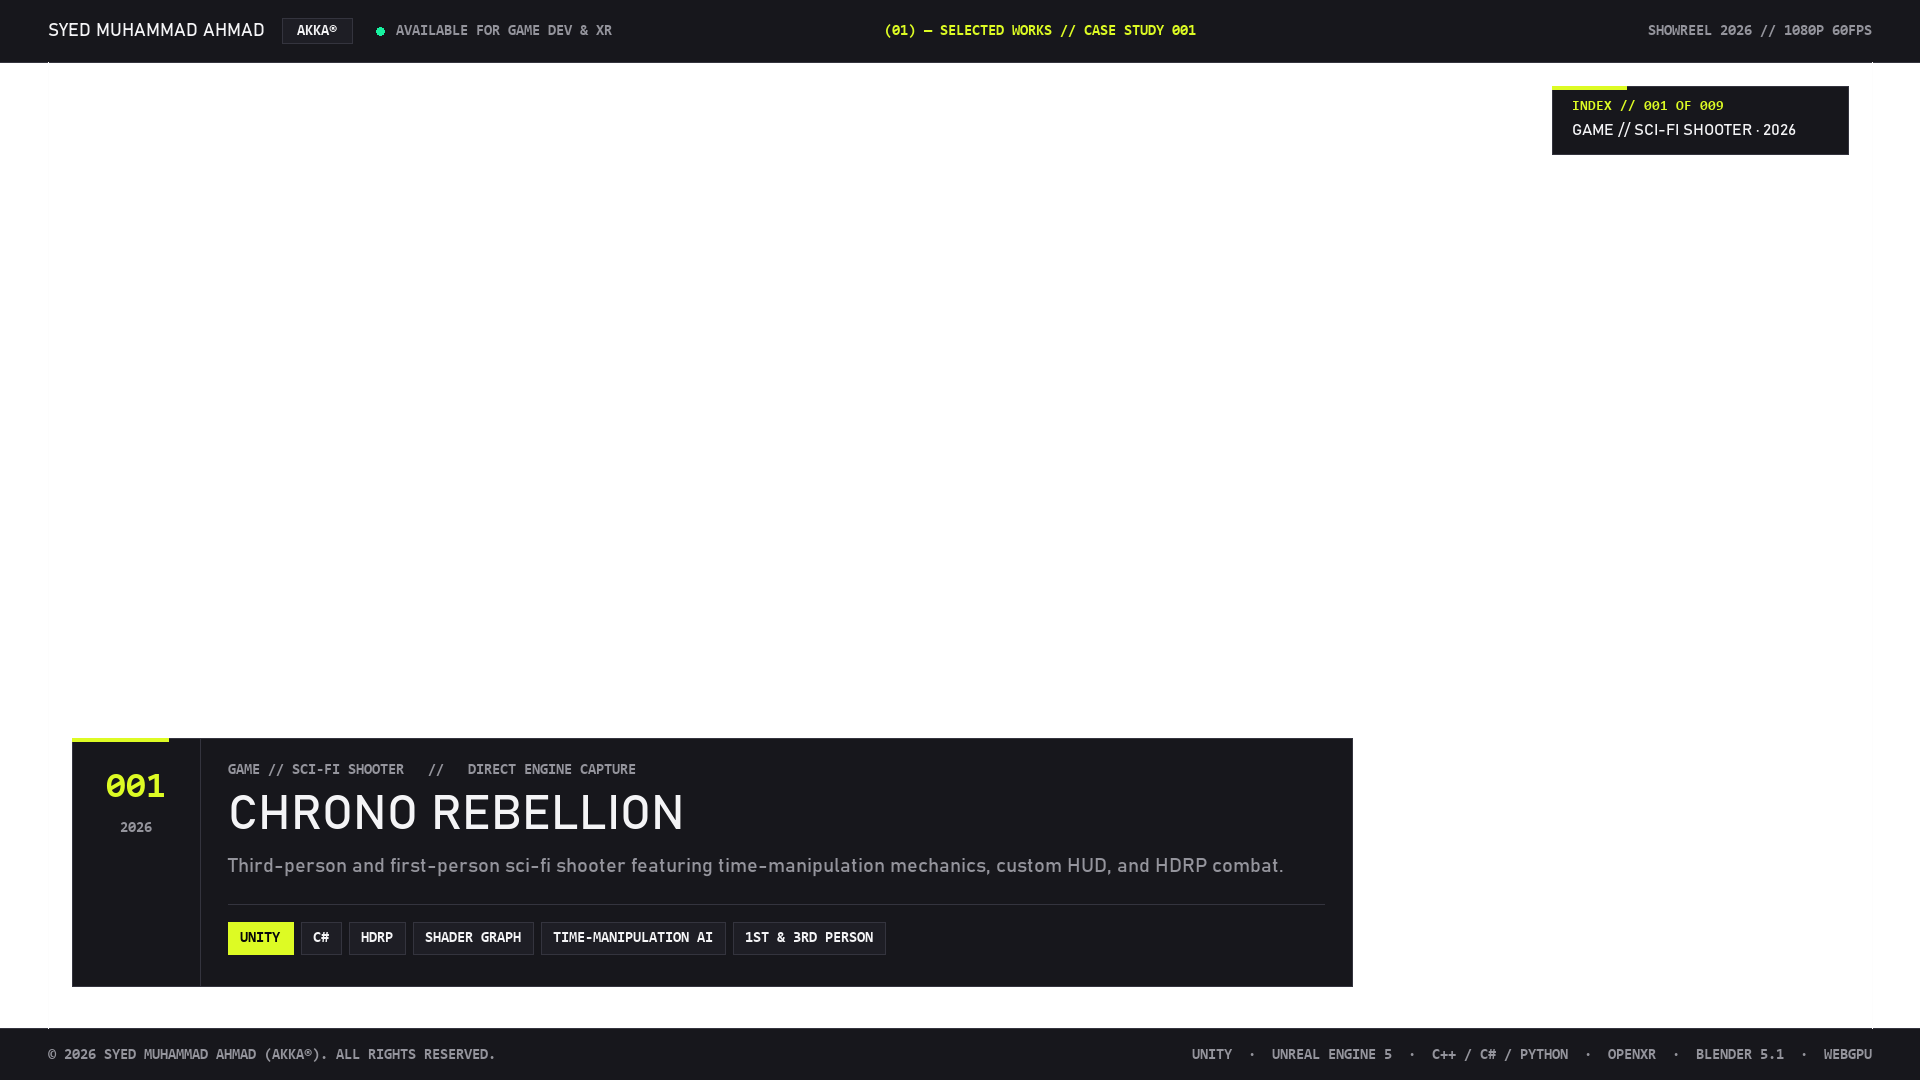 SYED MUHAMMAD AHMAD AKKA® AVAILABLE FOR GAME DEV & XR (01) — SELECTED WORKS // CASE STUDY 001 SHOWREEL 2026 // 1080P 60FPS
INDEX // 001 OF 009
GAME // SCI-FI SHOOTER · 2026
001
2026
GAME // SCI-FI SHOOTER // DIRECT ENGINE CAPTURE
CHRONO REBELLION
Third-person and first-person sci-fi shooter featuring time-manipulation mechanics, custom HUD, and HDRP combat.
UNITY C# HDRP SHADER GRAPH TIME-MANIPULATION AI 1ST & 3RD PERSON
© 2026 SYED MUHAMMAD AHMAD (AKKA®). ALL RIGHTS RESERVED. UNITY · UNREAL ENGINE 5 · C++ / C# / PYTHON · OPENXR · BLENDER 5.1 · WEBGPU